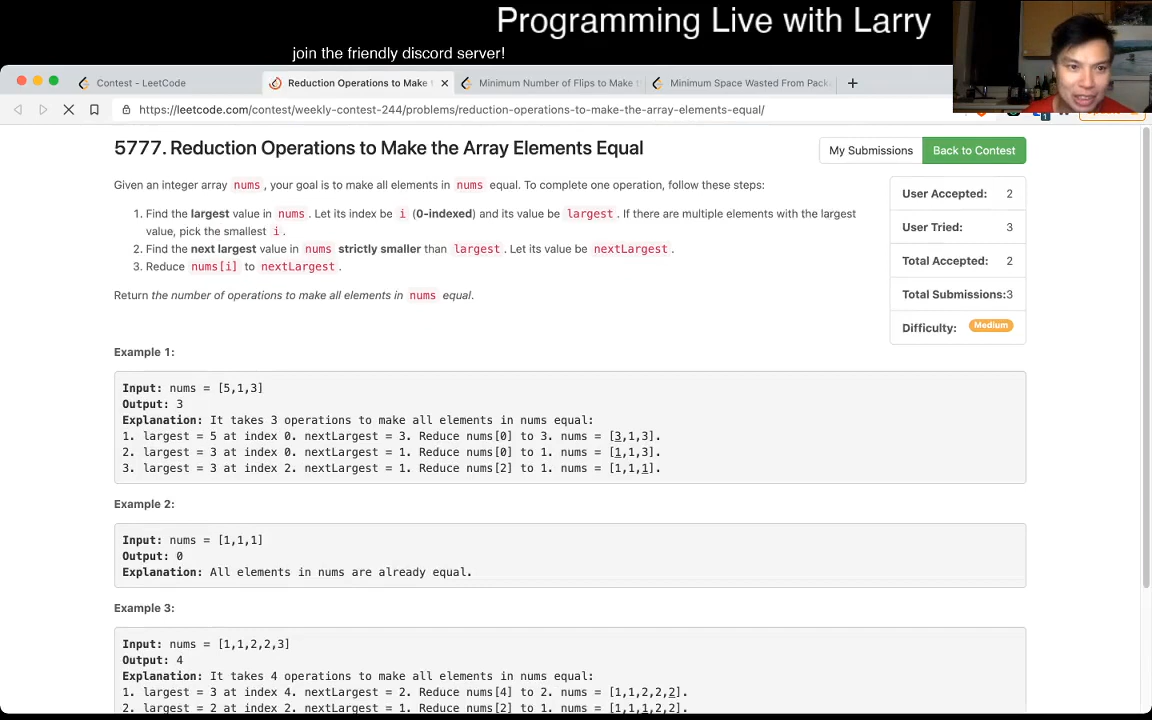 Programming Live with Larry
join the friendly discord server!
Contest - LeetCode
Reduction Operations to Make
Minimum Number of Flips to Make t
Minimum Space Wasted From Pack
https://leetcode.com/contest/weekly-contest-244/problems/reduction-operations-to-make-the-array-elements-equal/
5777. Reduction Operations to Make the Array Elements Equal
My Submissions
Back to Contest
Given an integer array nums, your goal is to make all elements in nums equal. To complete one operation, follow these steps:
1. Find the largest value in nums. Let its index be i (0-indexed) and its value be largest. If there are multiple elements with the largest
value, pick the smallest i.
2. Find the next largest value in nums strictly smaller than largest. Let its value be nextLargest.
3. Reduce nums[i] to nextLargest.
Return the number of operations to make all elements in nums equal.
User Accepted: 2
User Tried: 3
Total Accepted: 2
Total Submissions: 3
Difficulty: Medium
Example 1:
Input: nums = [5,1,3]
Output: 3
Explanation: It takes 3 operations to make all elements in nums equal:
1. largest = 5 at index 0. nextLargest = 3. Reduce nums[0] to 3. nums = [3,1,3].
2. largest = 3 at index 0. nextLargest = 1. Reduce nums[0] to 1. nums = [1,1,3].
3. largest = 3 at index 2. nextLargest = 1. Reduce nums[2] to 1. nums = [1,1,1].
Example 2:
Input: nums = [1,1,1]
Output: 0
Explanation: All elements in nums are already equal.
Example 3:
Input: nums = [1,1,2,2,3]
Output: 4
Explanation: It takes 4 operations to make all elements in nums equal:
1. largest = 3 at index 4. nextLargest = 2. Reduce nums[4] to 2. nums = [1,1,2,2,2].
2. largest = 2 at index 2. nextLargest = 1. Reduce nums[2] to 1. nums = [1,1,1,2,2].